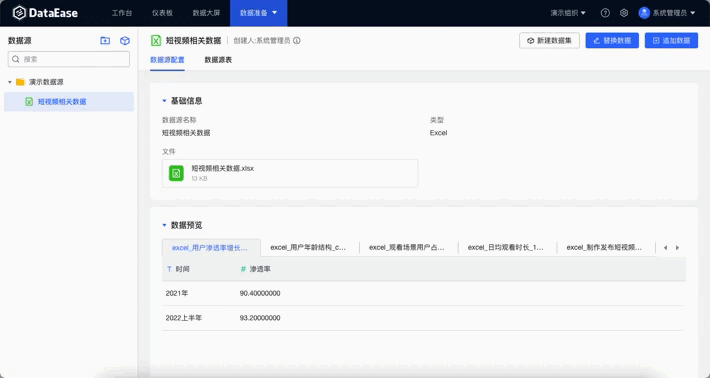 DataEase 工作台 仪表板 数据大屏 数据准备 演示组织 系统管理员
数据源
搜索
演示数据源
短视频相关数据
短视频相关数据 创建人:系统管理员 新建数据集 替换数据 追加数据
数据源配置 数据源表
基础信息
数据源名称 类型
短视频相关数据 Excel
文件
短视频相关数据.xlsx
13 KB
数据预览
excel_用户渗透率增长... excel_用户年龄结构_c... excel_观看场景用户占... excel_日均观看时长_1... excel_制作发布短视频...
T 时间 # 渗透率
2021年 90.40000000
2022上半年 93.20000000